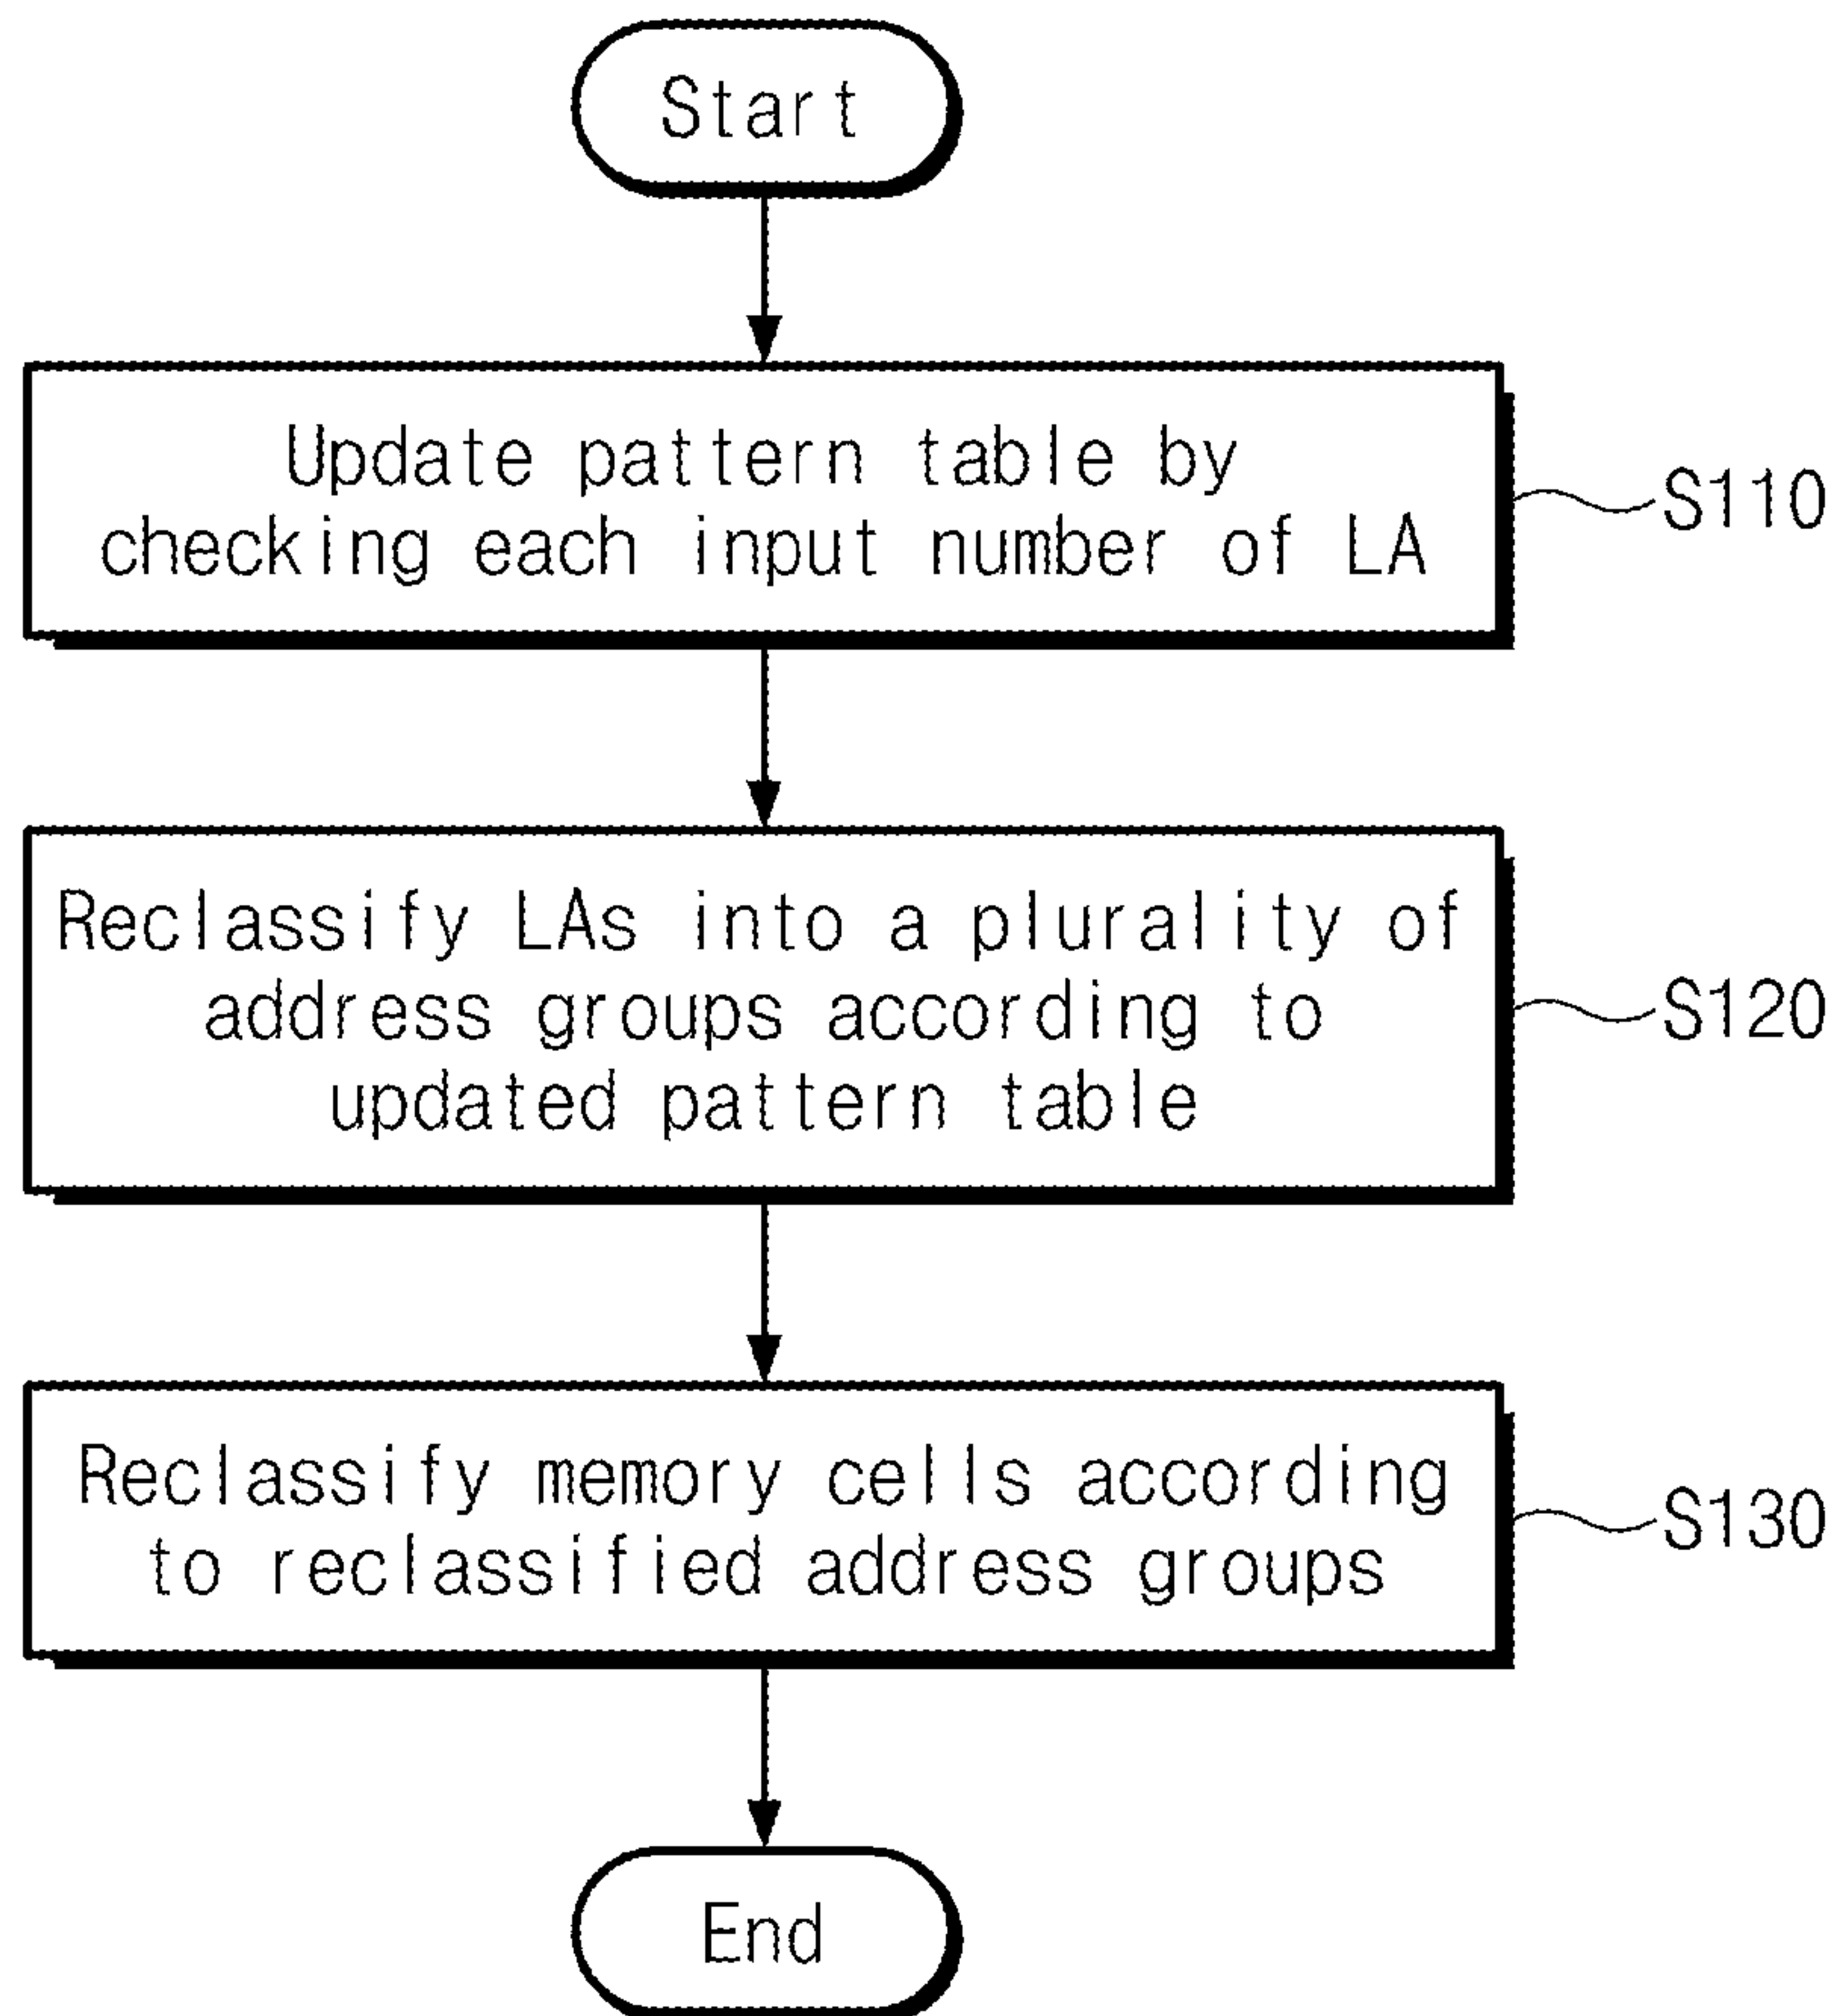 Start
Update pattern table by
checking each input number of LA
S110
Reclassify LAs into a plurality of
address groups according to
updated pattern table
S120
Reclassify memory cells according
to reclassified address groups
S130
End